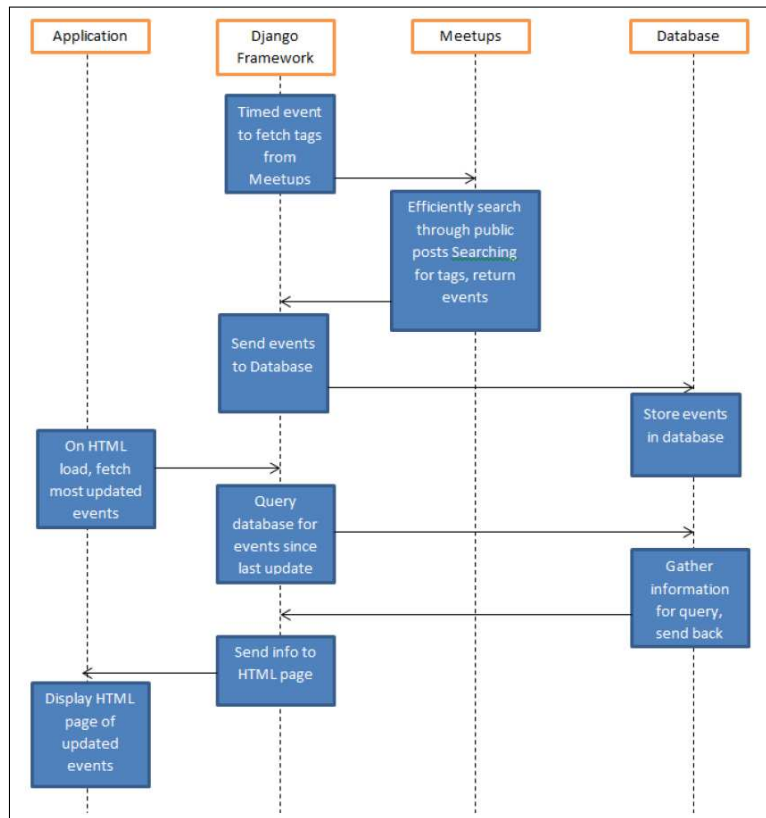 Application
Django
Framework
Meetups
Database
Timed event
to fetch tags
from
Meetups
Efficiently search
through public
posts Searching
for tags, return
events
Send events
to Database
Store events
in database
On HTML
load, fetch
most updated
events
Query
database for
events since
last update
Gather
information
for query,
send back
Send info to
HTML page
Display HTML
page of
updated
events